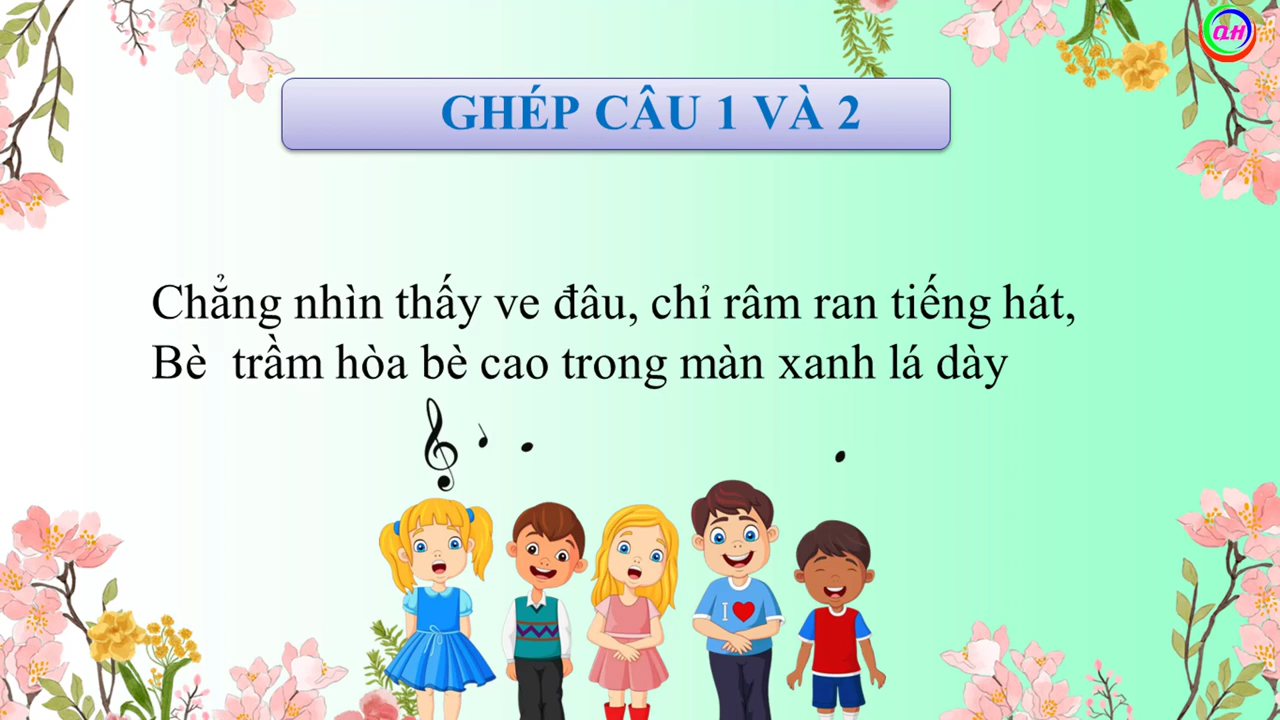 QH
GHÉP CÂU 1 VÀ 2
Chẳng nhìn thấy ve đâu, chỉ râm ran tiếng hát,
Bè  trầm hòa bè cao trong màn xanh lá dày
I